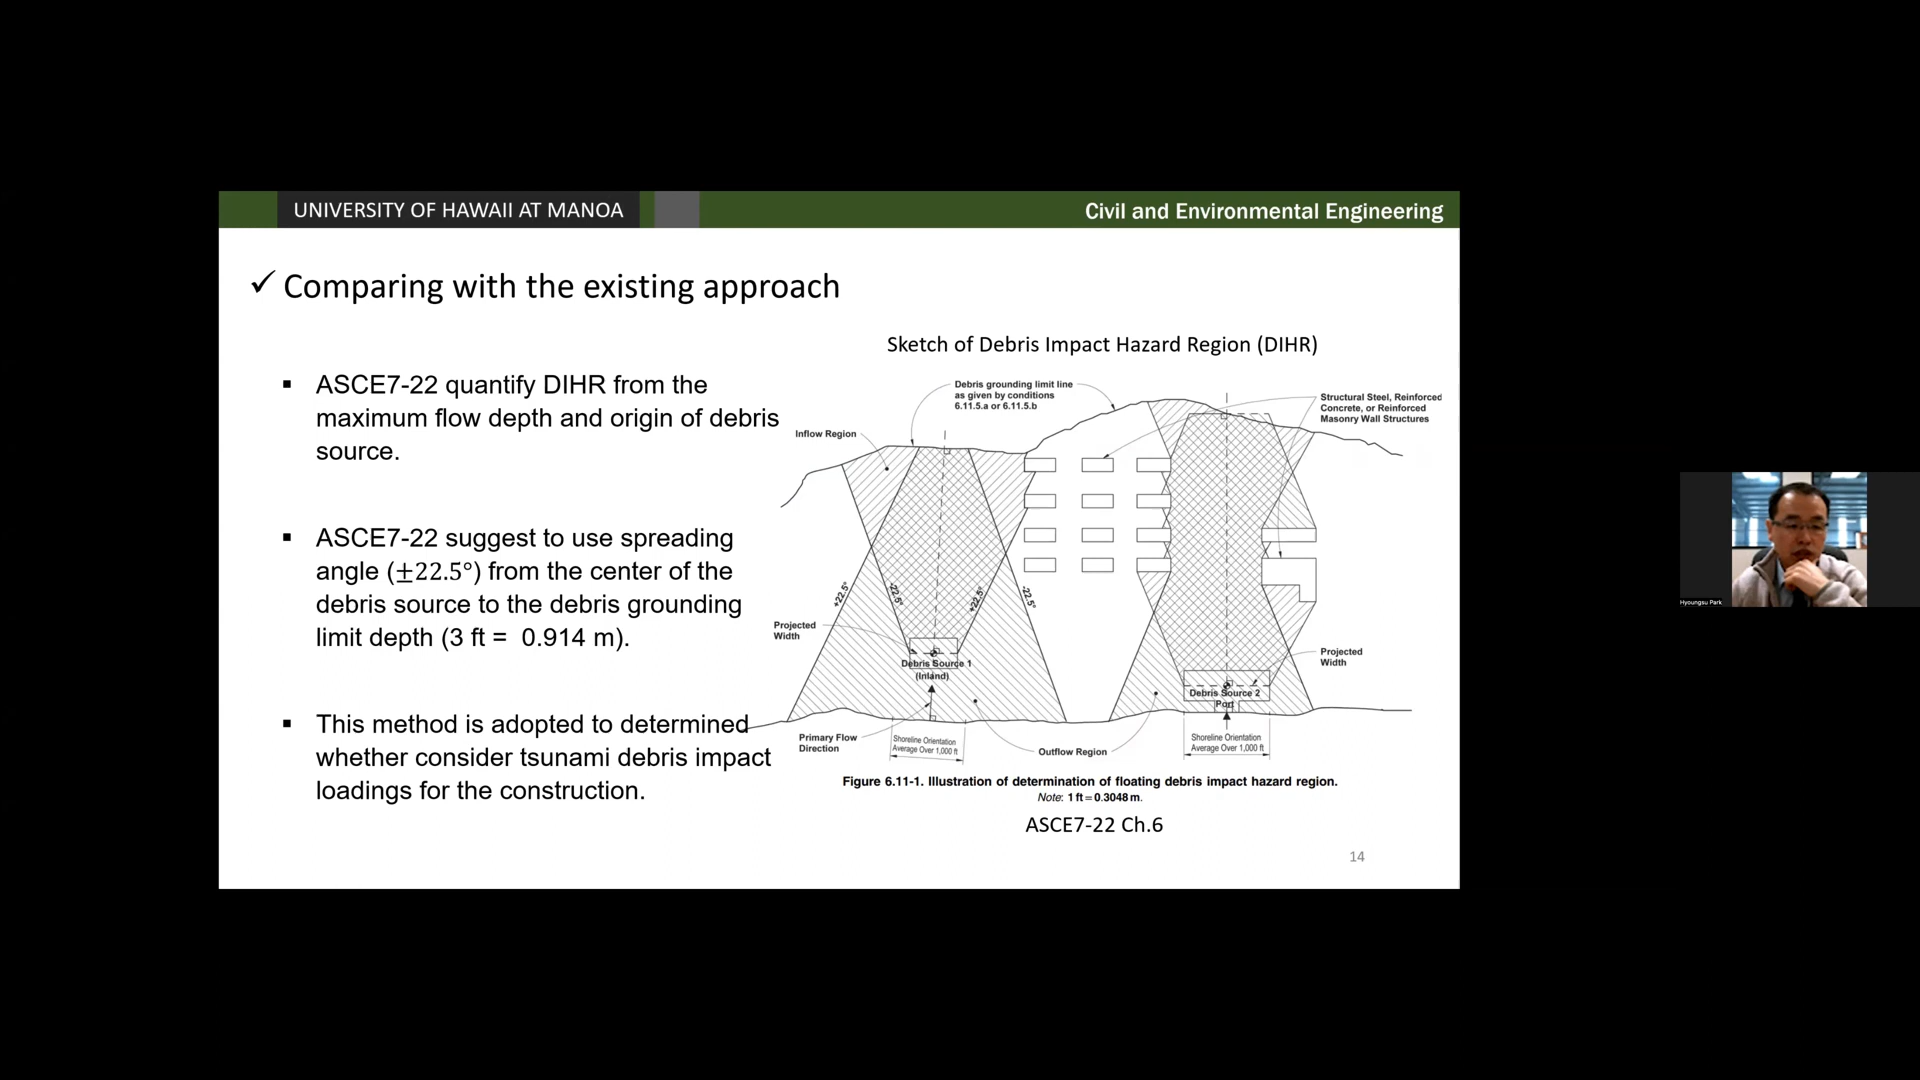 UNIVERSITY OF HAWAII AT MANOA
Civil and Environmental Engineering
✓ Comparing with the existing approach
▪ ASCE7-22 quantify DIHR from the
maximum flow depth and origin of debris
source.
▪ ASCE7-22 suggest to use spreading
angle (±22.5°) from the center of the
debris source to the debris grounding
limit depth (3 ft = 0.914 m).
▪ This method is adopted to determined
whether consider tsunami debris impact
loadings for the construction.
Sketch of Debris Impact Hazard Region (DIHR)
Debris grounding limit line
as given by conditions
6.11.5.a or 6.11.5.b
Structural Steel, Reinforced
Concrete, or Reinforced
Masonry Wall Structures
Inflow Region
+22.5°
-22.5°
+22.5°
-22.5°
Projected
Width
Debris Source 1
(Inland)
Projected
Width
Debris Source 2
Port
Primary Flow
Direction
Shoreline Orientation
Average Over 1,000 ft
Outflow Region
Shoreline Orientation
Average Over 1,000 ft
Figure 6.11-1. Illustration of determination of floating debris impact hazard region.
Note: 1 ft = 0.3048 m.
ASCE7-22 Ch.6
14
Hyoungsu Park